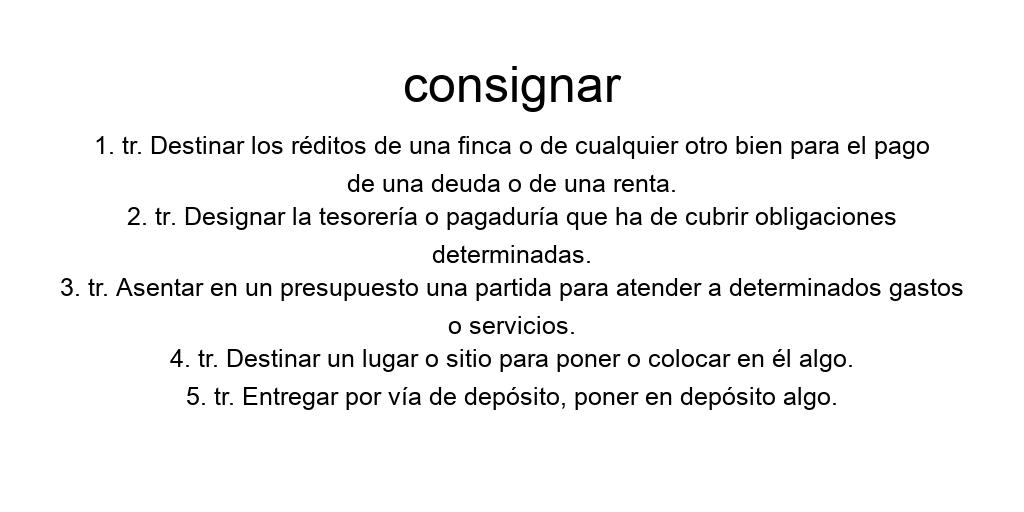 consignar
1. tr. Destinar los réditos de una finca o de cualquier otro bien para el pago
de una deuda o de una renta.
2. tr. Designar la tesorería o pagaduría que ha de cubrir obligaciones
determinadas.
3. tr. Asentar en un presupuesto una partida para atender a determinados gastos
o servicios.
4. tr. Destinar un lugar o sitio para poner o colocar en él algo.
5. tr. Entregar por vía de depósito, poner en depósito algo.